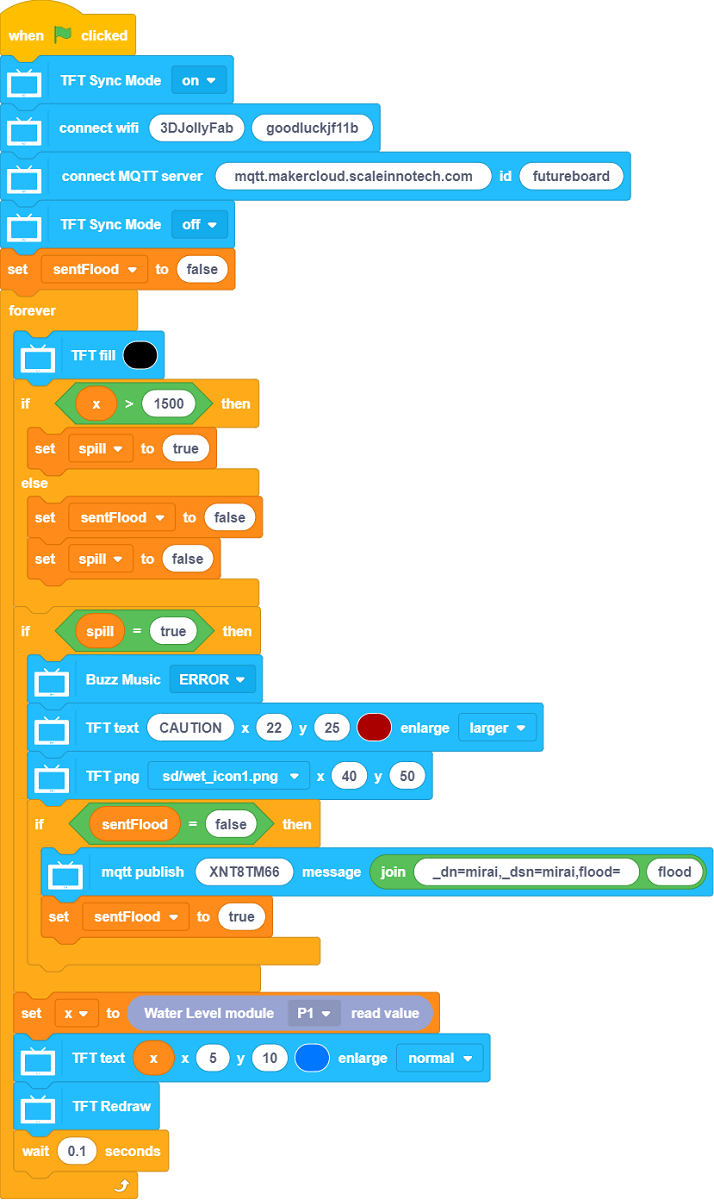 when clicked
TFT Sync Mode on
connect wifi 3DJollyFab goodluckjf11b
connect MQTT server mqtt.makercloud.scaleinnotech.com id futureboard
TFT Sync Mode off
set sentFlood to false
forever
TFT fill
if x > 1500 then
set spill to true
else
set sentFlood to false
set spill to false
if spill = true then
Buzz Music ERROR
TFT text CAUTION x 22 y 25 enlarge larger
TFT png sd/wet_icon1.png x 40 y 50
if sentFlood = false then
mqtt publish XNT8TM66 message join _dn=mirai,_dsn=mirai,flood= flood
set sentFlood to true
set x to Water Level module P1 read value
TFT text x x 5 y 10 enlarge normal
TFT Redraw
wait 0.1 seconds